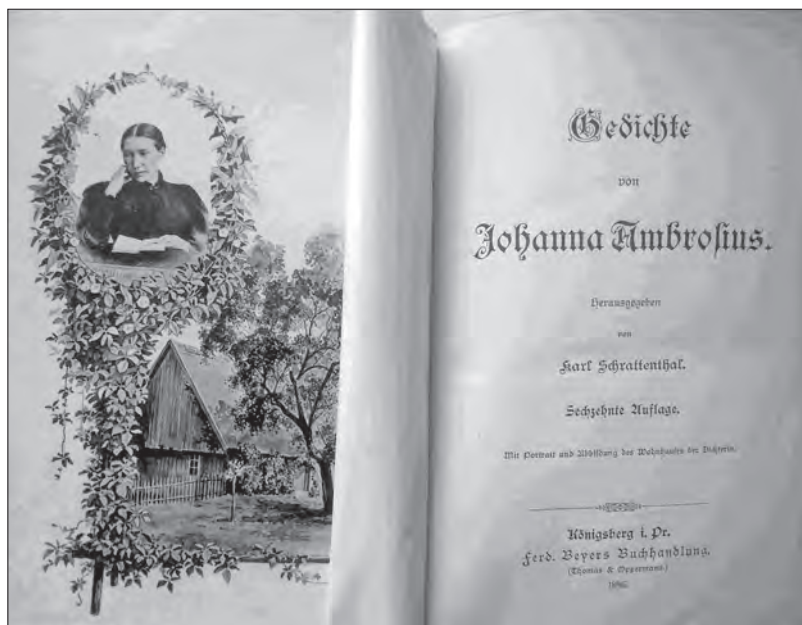 Gedichte
von
Johanna Ambrosius.
Herausgegeben
von
Karl Schrattenthal.
Sechzehnte Auflage.
Mit Portrait und Abbildung des Wohnhauses der Dichterin.
Königsberg i. Pr.
Ferd. Beyers Buchhandlung.
(Thomas & Oppermann.)
1896.